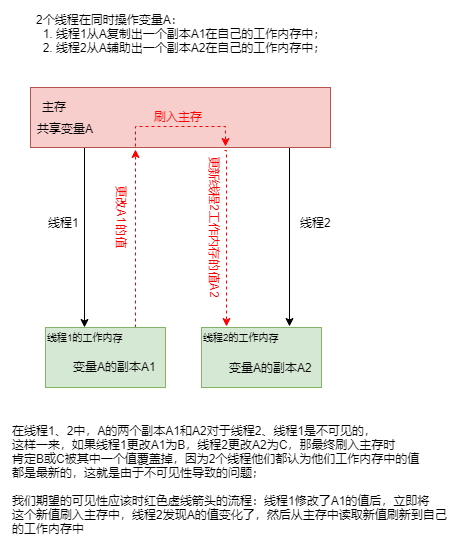 2个线程在同时操作变量A：
1. 线程1从A复制出一个副本A1在自己的工作内存中；
2. 线程2从A辅助出一个副本A2在自己的工作内存中；
主存
共享变量A
刷入主存
线程1
更改A1的值
更新线程2工作内存的值A2
线程2
线程1的工作内存
变量A的副本A1
线程2的工作内存
变量A的副本A2
在线程1、2中，A的两个副本A1和A2对于线程2、线程1是不可见的，
这样一来，如果线程1更改A1为B，线程2更改A2为C，那最终刷入主存时
肯定B或C被其中一个值覆盖掉，因为2个线程他们都认为他们工作内存中的值
都是最新的，这就是由于不可见性导致的问题；
我们期望的可见性应该时红色虚线箭头的流程：线程1修改了A1的值后，立即将
这个新值刷入主存中，线程2发现A的值变化了，然后从主存中读取新值刷新到自己
的工作内存中